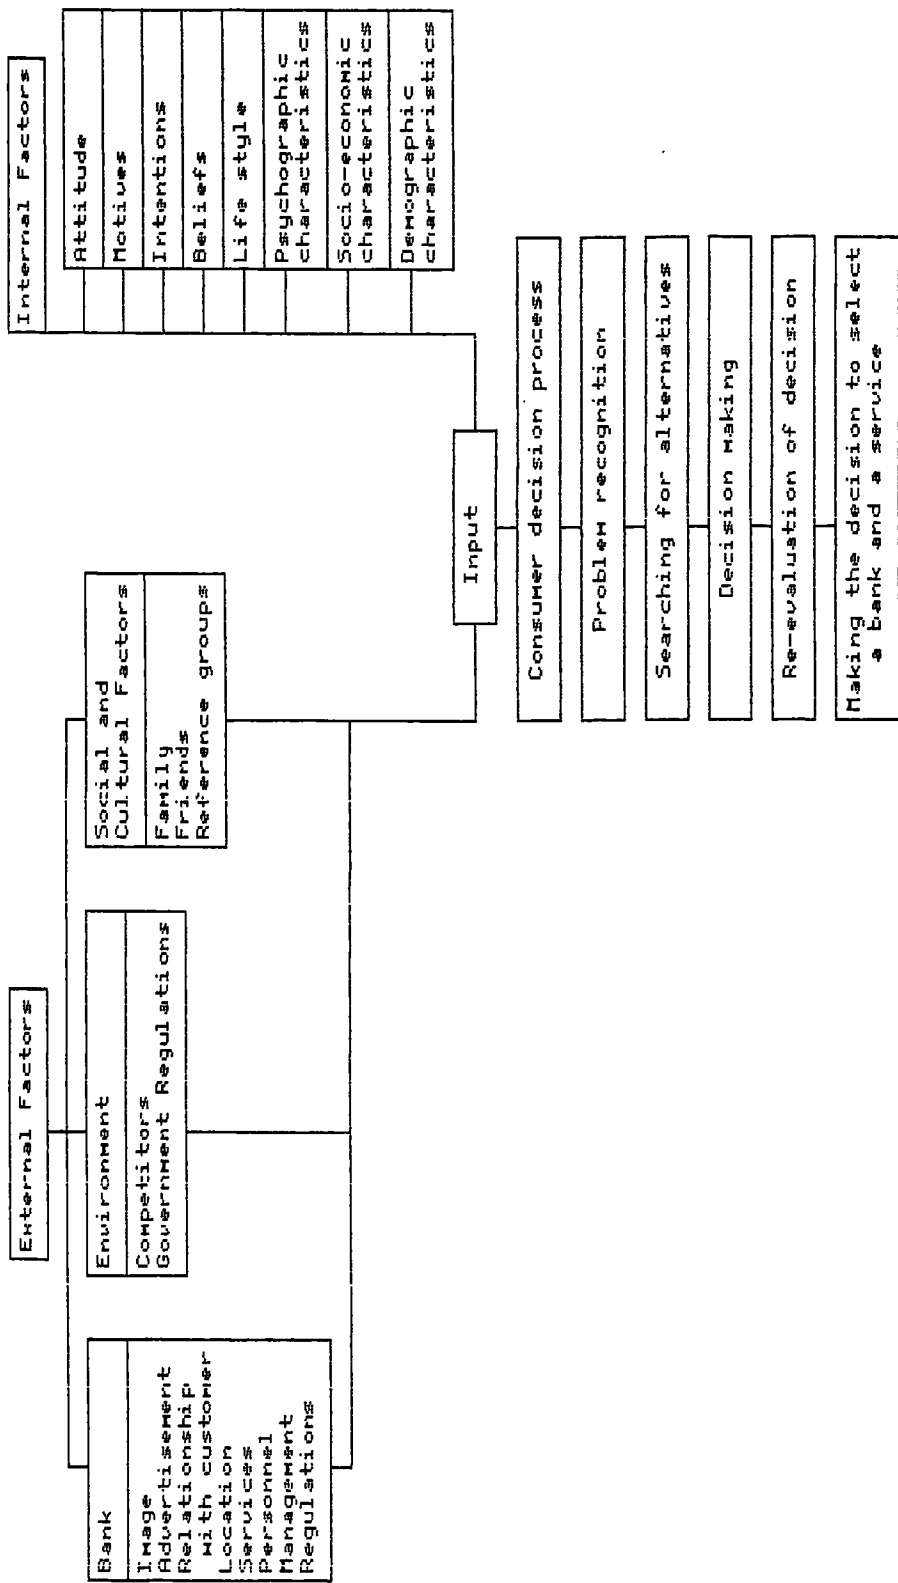 External Factors
Internal Factors
Bank
Image
Advertisement
Relationship
with customer
Location
Services
Personnel
Management
Regulations
Environment
Competitors
Government Regulations
Social and
Cultural Factors
Family
Friends
Reference groups
Attitude
Motives
Intentions
Beliefs
Life style
Psychographic
characteristics
Socio-economic
characteristics
Demographic
characteristics
Input
Consumer decision process
Problem recognition
Searching for alternatives
Decision making
Re-evaluation of decision
Making the decision to select
a bank and a service